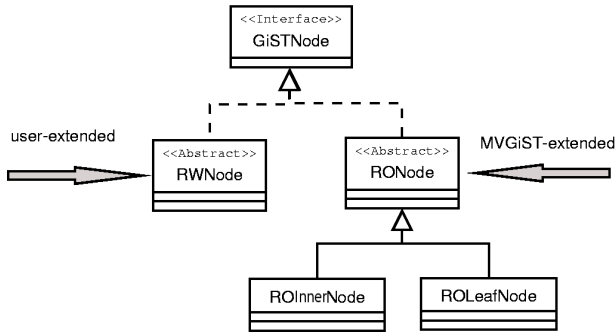 <<Interface>>
GiSTNode
user-extended
<<Abstract>>
RWNode
<<Abstract>>
RONode
MVGiST-extended
ROInnerNode
ROLeafNode